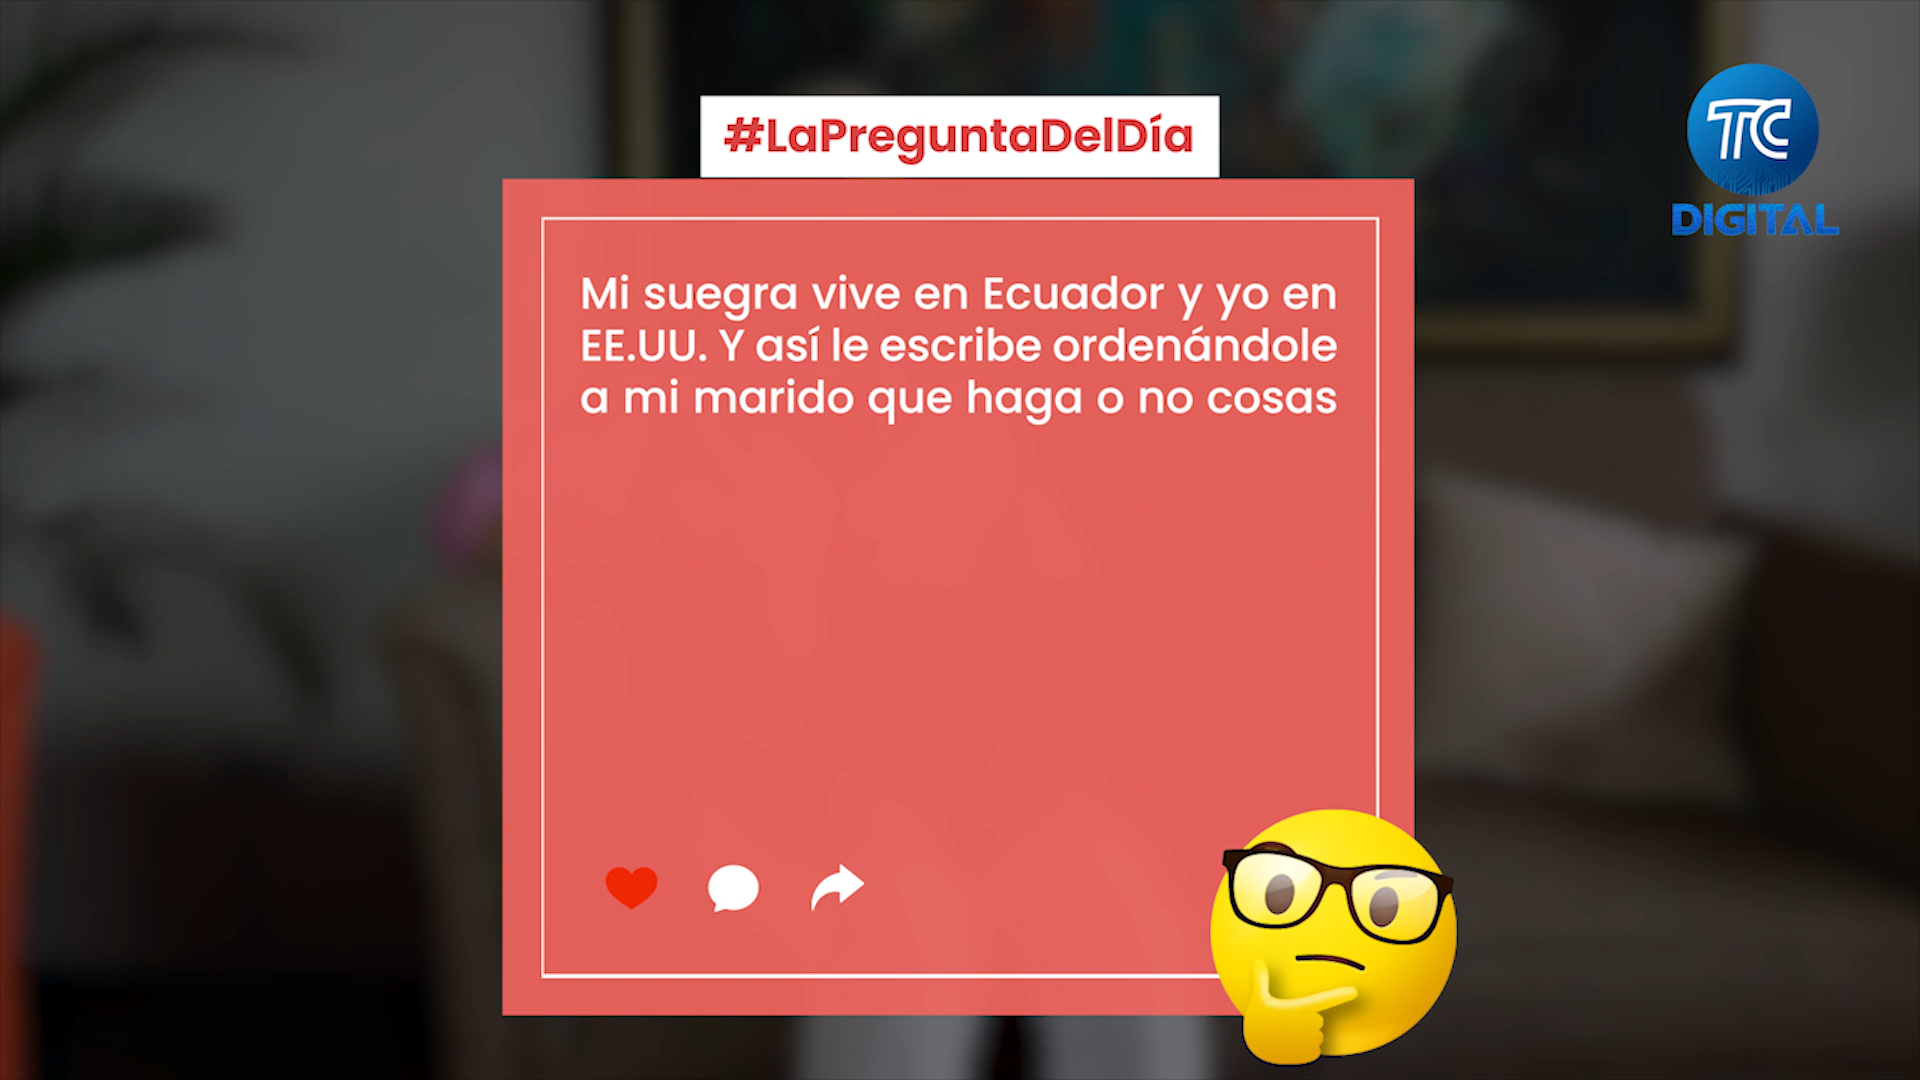 #LaPreguntaDelDía
TC
DIGITAL
Mi suegra vive en Ecuador y yo en
EE.UU. Y así le escribe ordenándole
a mi marido que haga o no cosas